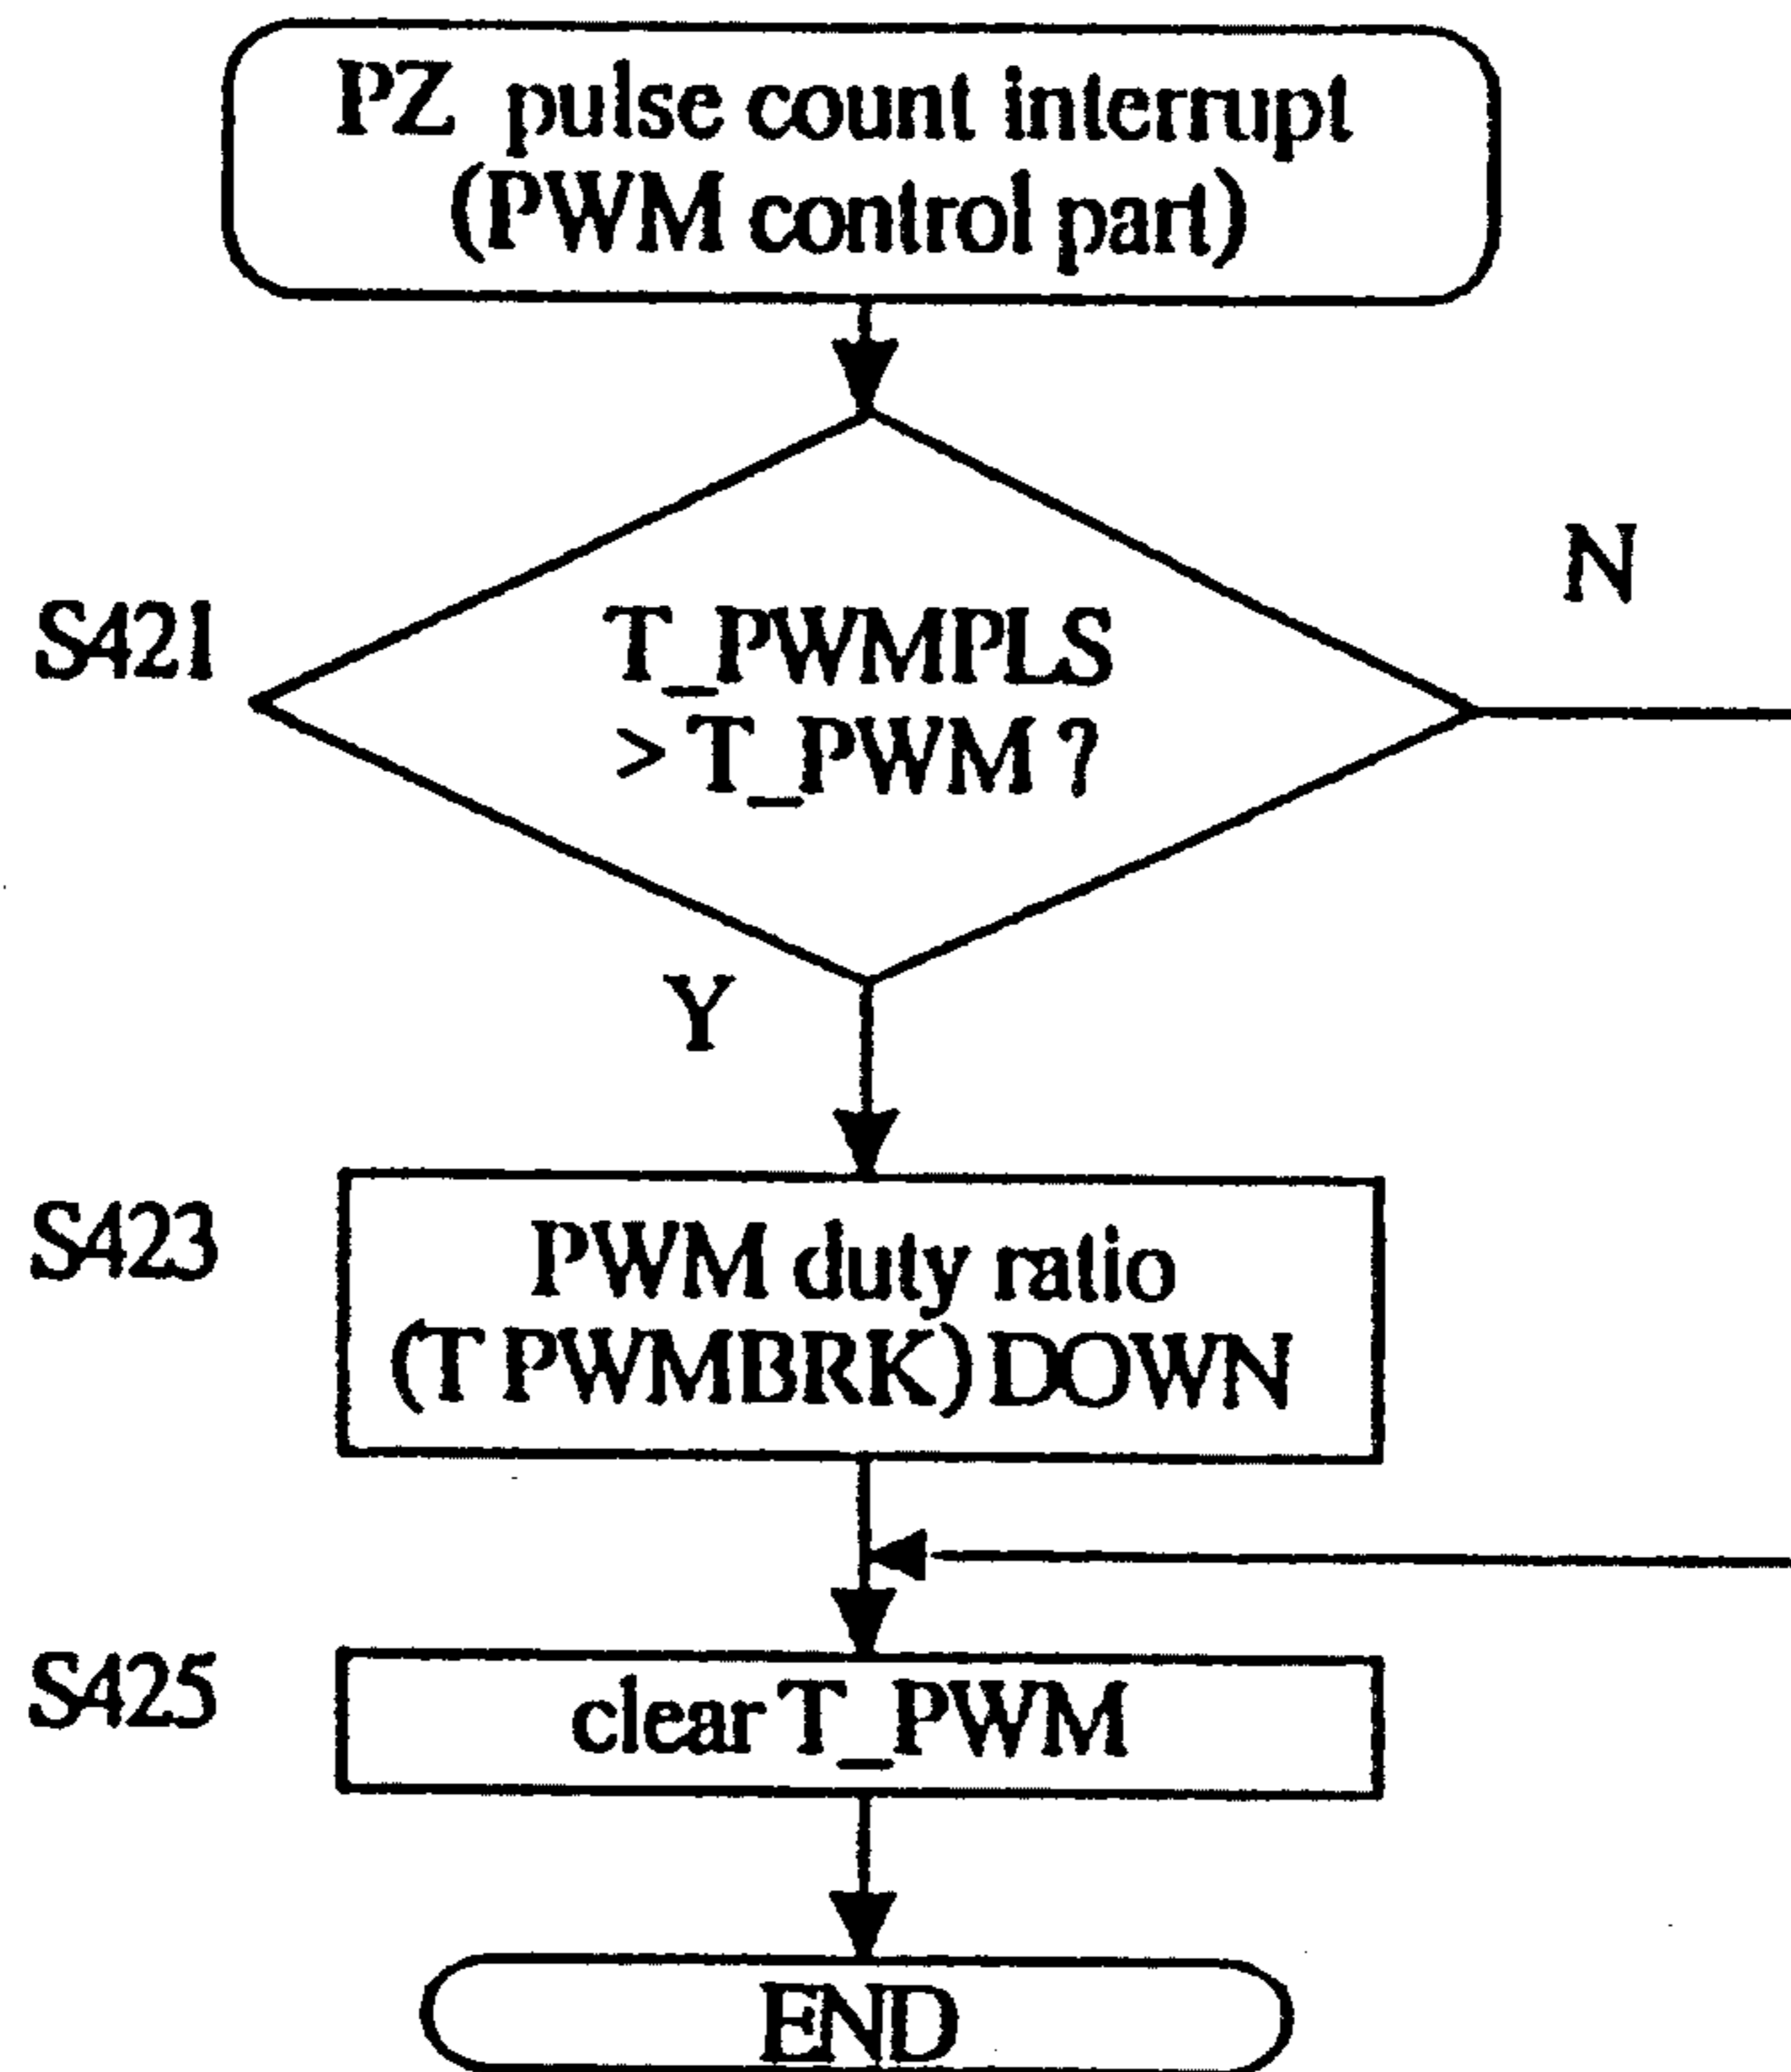 PZ pulse count interrupt
(PWM control part)
N
S421
T_PWMPLS
> T_PWM ?
Y
S423
PWM duty ratio
(T PWMBRK) DOWN
S425
clear T_PWM
END